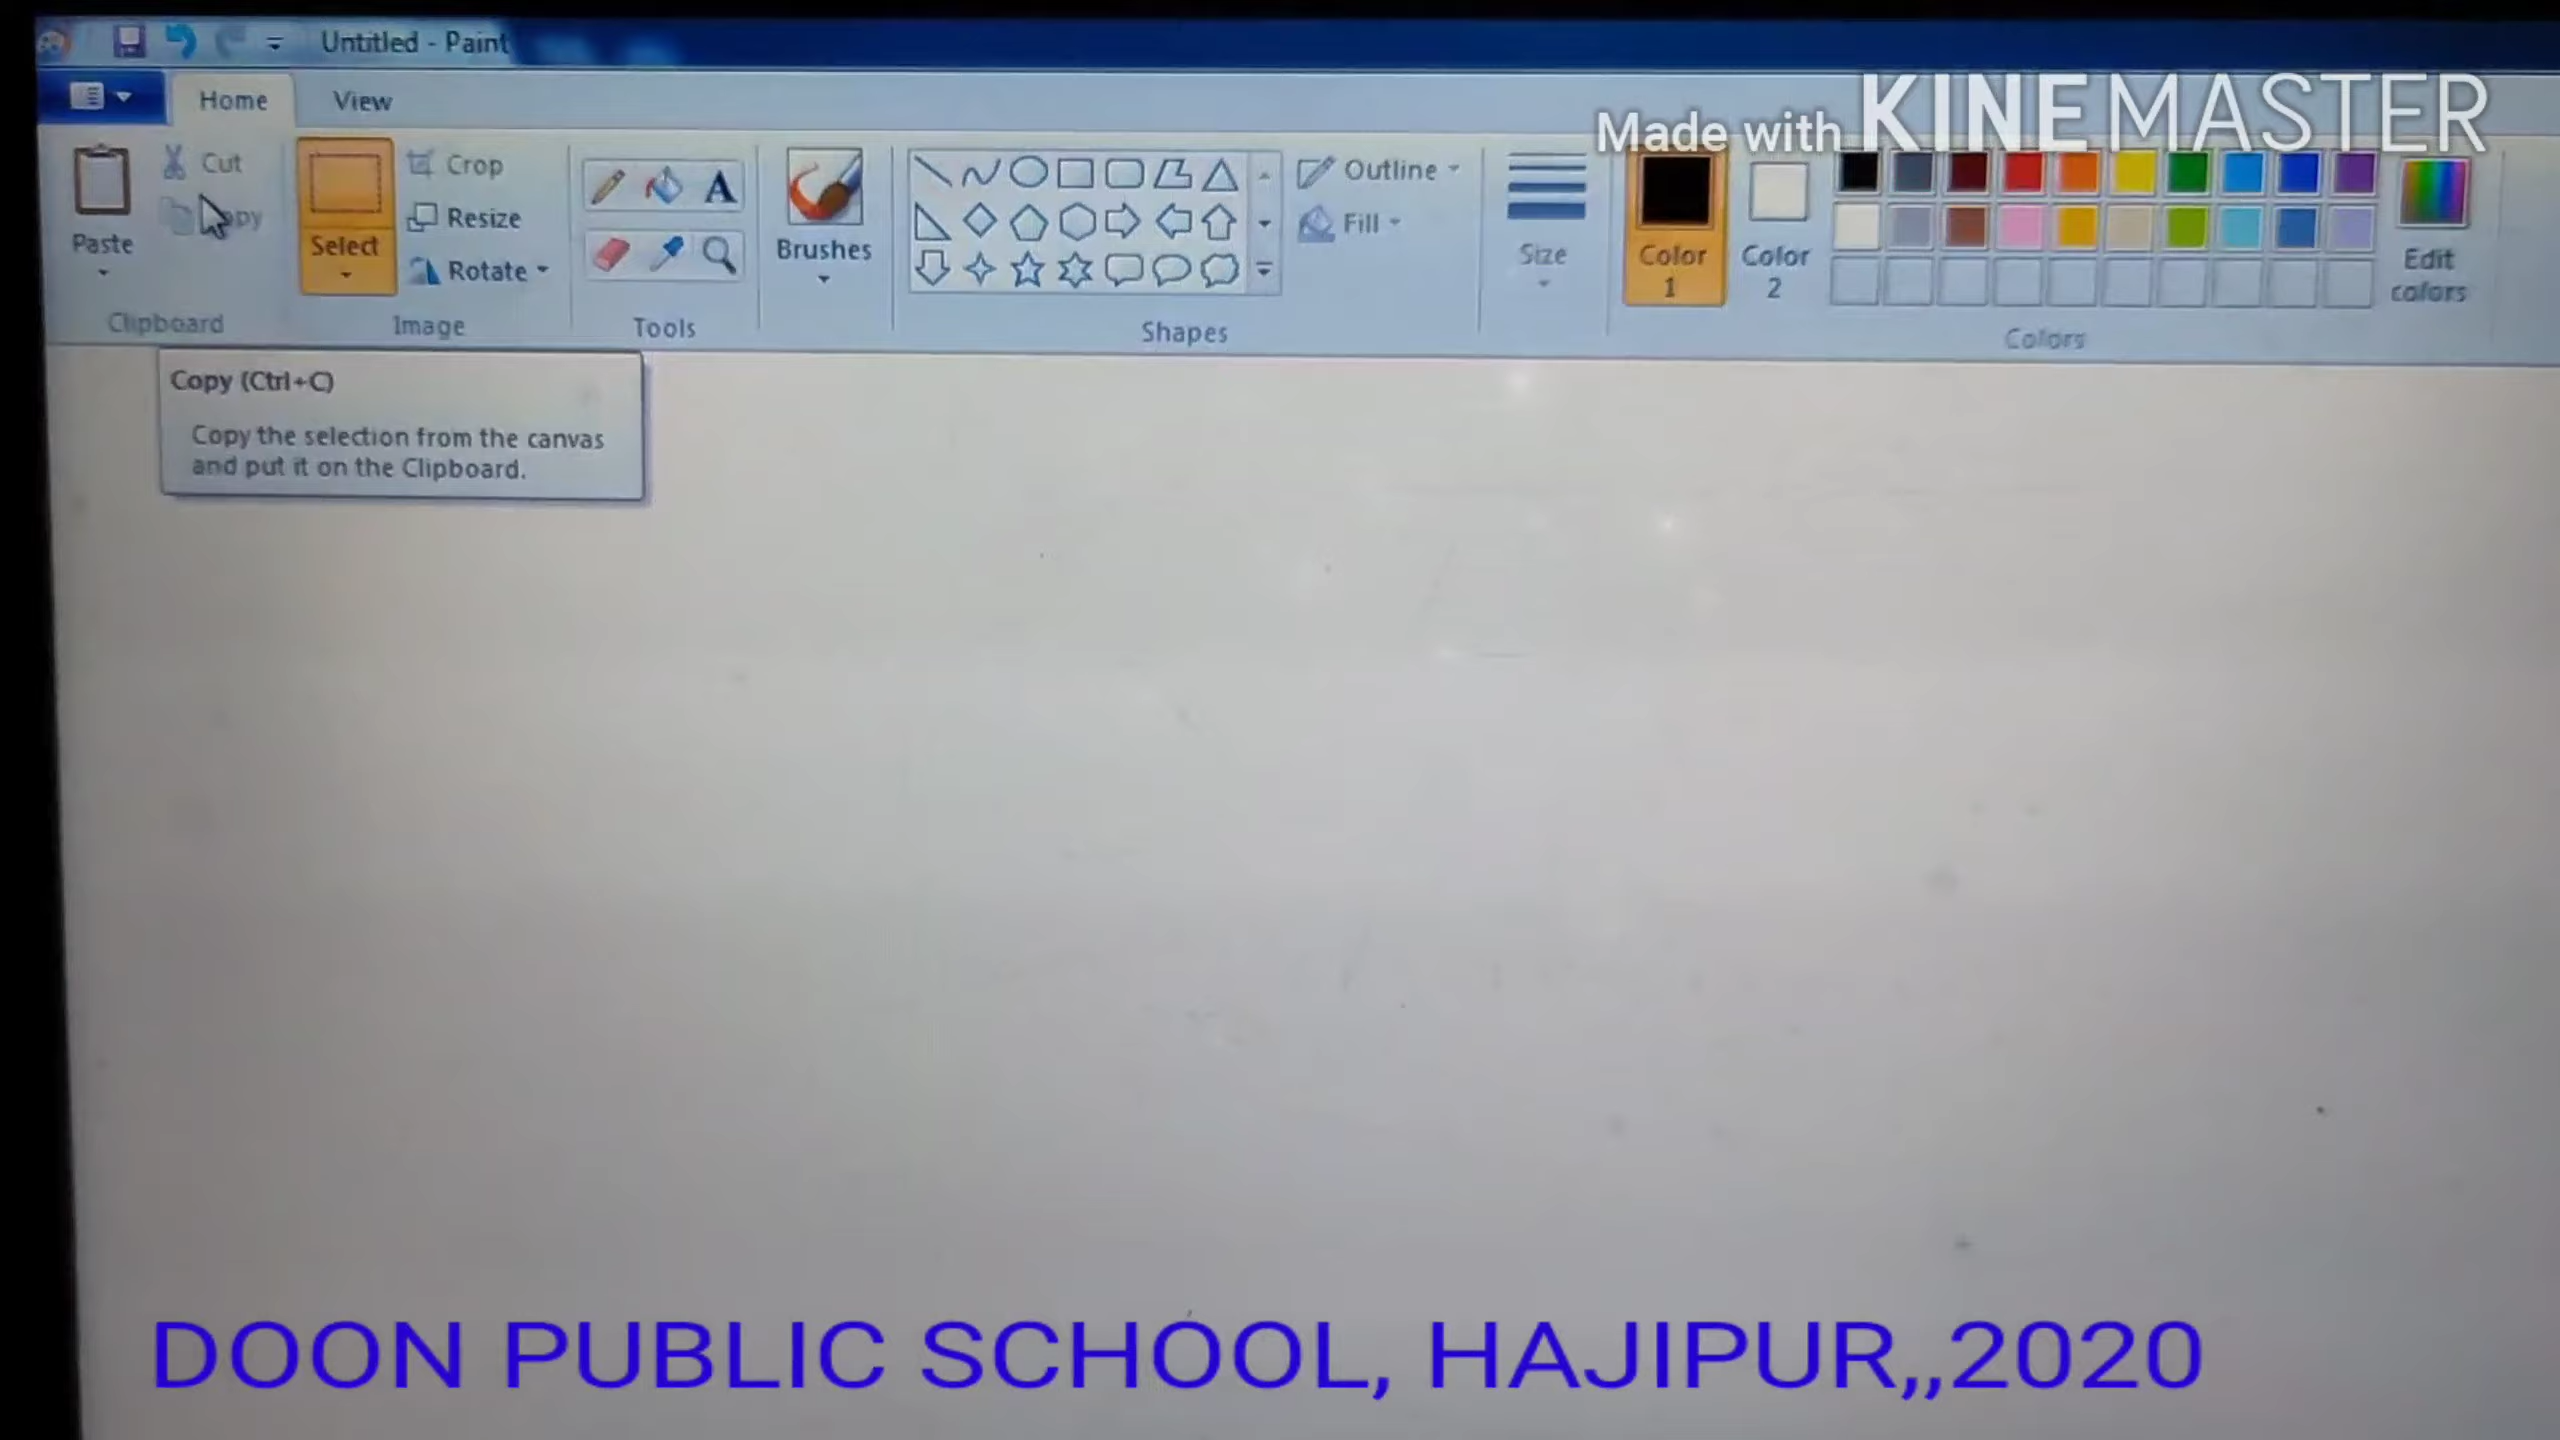 Untitled - Paint
Home View
Made with KINEMASTER
Cut
Copy
Paste
Clipboard
Select
Crop
Resize
Rotate
Image
A
Tools
Brushes
Outline
Fill
Shapes
Size
Color
1
Color
2
Edit
colors
Colors
Copy (Ctrl+C)
Copy the selection from the canvas
and put it on the Clipboard.
DOON PUBLIC SCHOOL, HAJIPUR,,2020